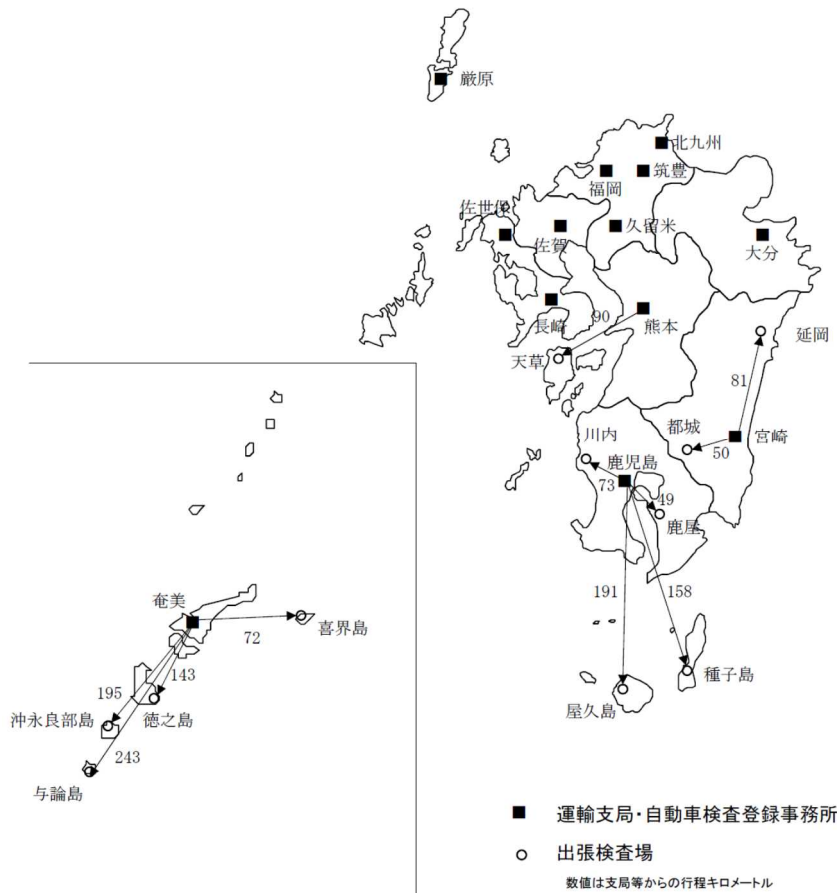 厳原
北九州
福岡
筑豊
佐世保
佐賀
久留米
大分
長崎
90
熊本
天草
延岡
81
都城
宮崎
50
川内
鹿児島
73
49
鹿屋
191
158
種子島
屋久島
奄美
喜界島
72
143
195
徳之島
沖永良部島
243
与論島
運輸支局・自動車検査登録事務所
出張検査場
数値は支局等からの行程キロメートル